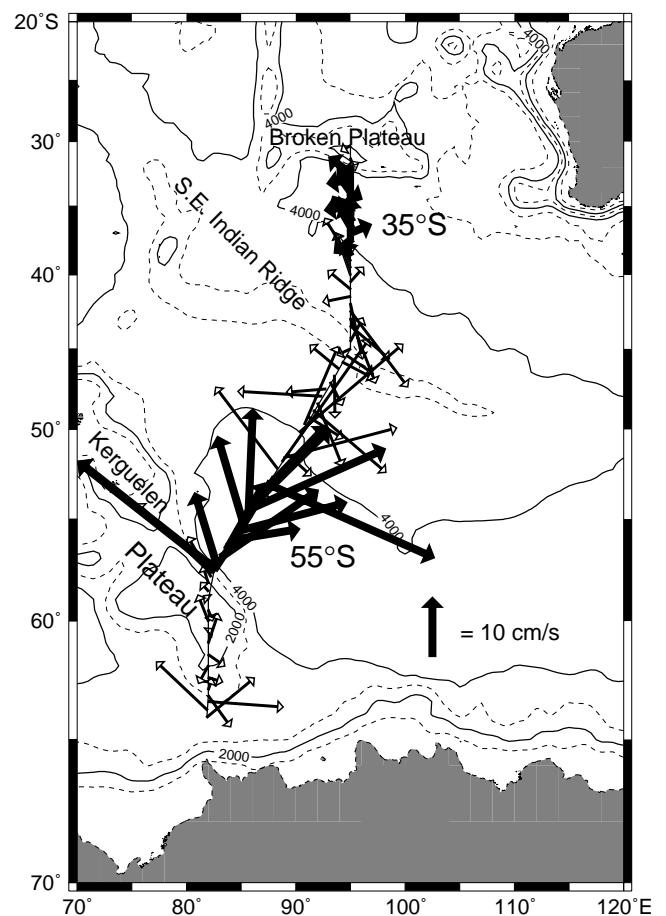 20°S
4000
4000
30°
Broken Plateau
S.E. Indian Ridge
4000
35°S
40°
50°
Kerguelen
Plateau
4000
55°S
4000
2000
60°
= 10 cm/s
2000
70°
70° 80° 90° 100° 110° 120° E